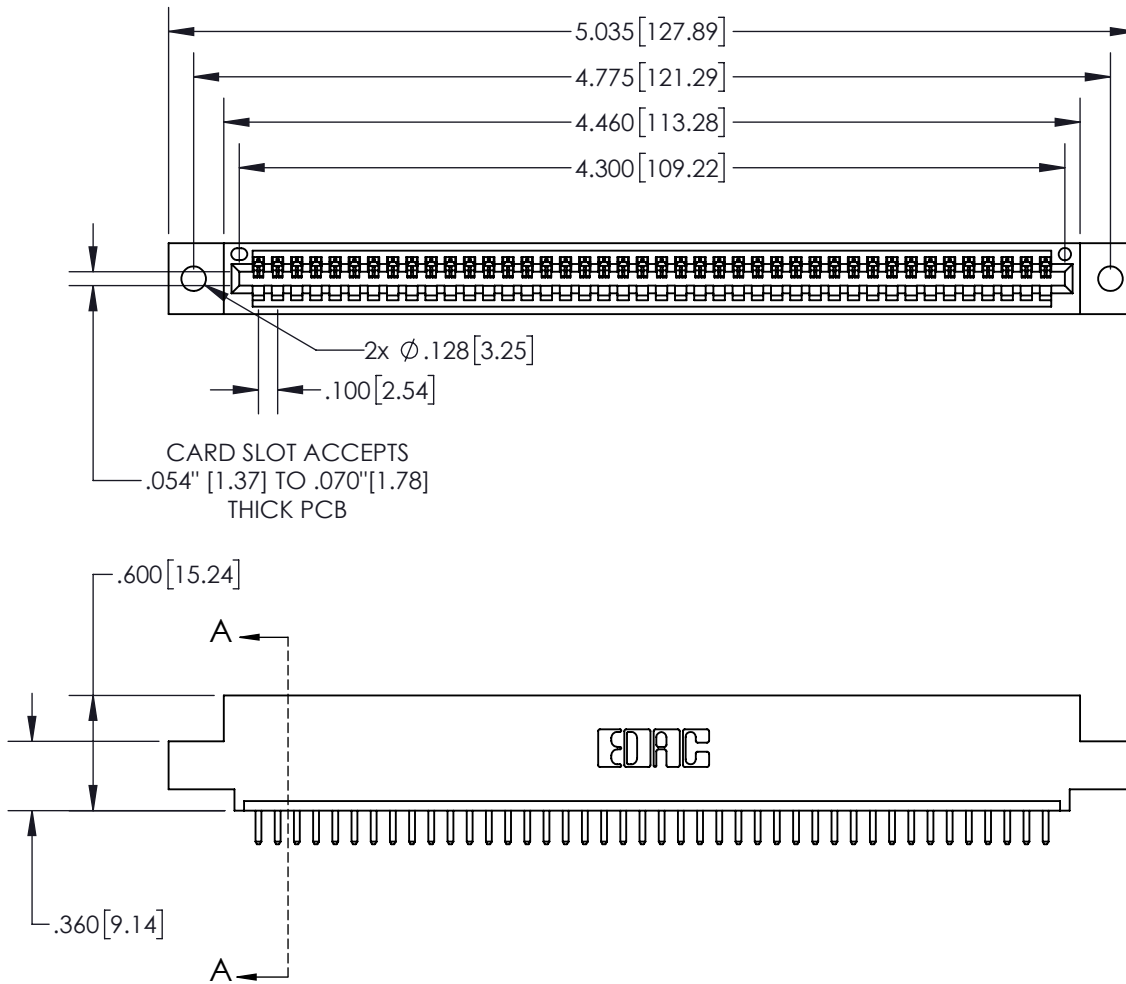 5.035[127.89]
4.775[121.29]
4.460[113.28]
4.300[109.22]
2x ∅.128[3.25]
.100[2.54]
CARD SLOT ACCEPTS
.054" [1.37] TO .070"[1.78]
THICK PCB
.600[15.24]
A
EDAC
.360[9.14]
A